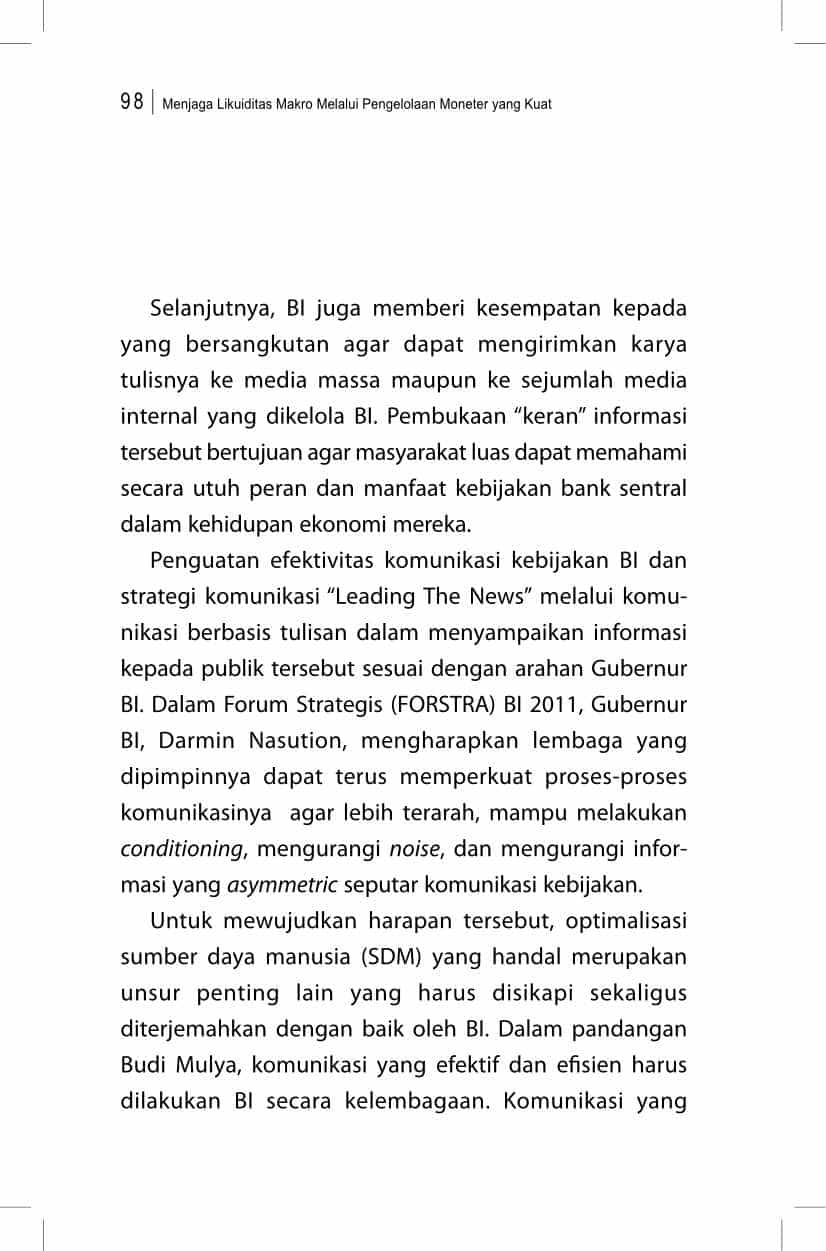 98 | Menjaga Likuiditas Makro Melalui Pengelolaan Moneter yang Kuat
Selanjutnya, BI juga memberi kesempatan kepada
yang bersangkutan agar dapat mengirimkan karya
tulisnya ke media massa maupun ke sejumlah media
internal yang dikelola BI. Pembukaan “keran” informasi
tersebut bertujuan agar masyarakat luas dapat memahami
secara utuh peran dan manfaat kebijakan bank sentral
dalam kehidupan ekonomi mereka.
Penguatan efektivitas komunikasi kebijakan BI dan
strategi komunikasi “Leading The News” melalui komu-
nikasi berbasis tulisan dalam menyampaikan informasi
kepada publik tersebut sesuai dengan arahan Gubernur
BI. Dalam Forum Strategis (FORSTRA) BI 2011, Gubernur
BI, Darmin Nasution, mengharapkan lembaga yang
dipimpinnya dapat terus memperkuat proses-proses
komunikasinya agar lebih terarah, mampu melakukan
conditioning, mengurangi noise, dan mengurangi infor-
masi yang asymmetric seputar komunikasi kebijakan.
Untuk mewujudkan harapan tersebut, optimalisasi
sumber daya manusia (SDM) yang handal merupakan
unsur penting lain yang harus disikapi sekaligus
diterjemahkan dengan baik oleh BI. Dalam pandangan
Budi Mulya, komunikasi yang efektif dan efisien harus
dilakukan BI secara kelembagaan. Komunikasi yang